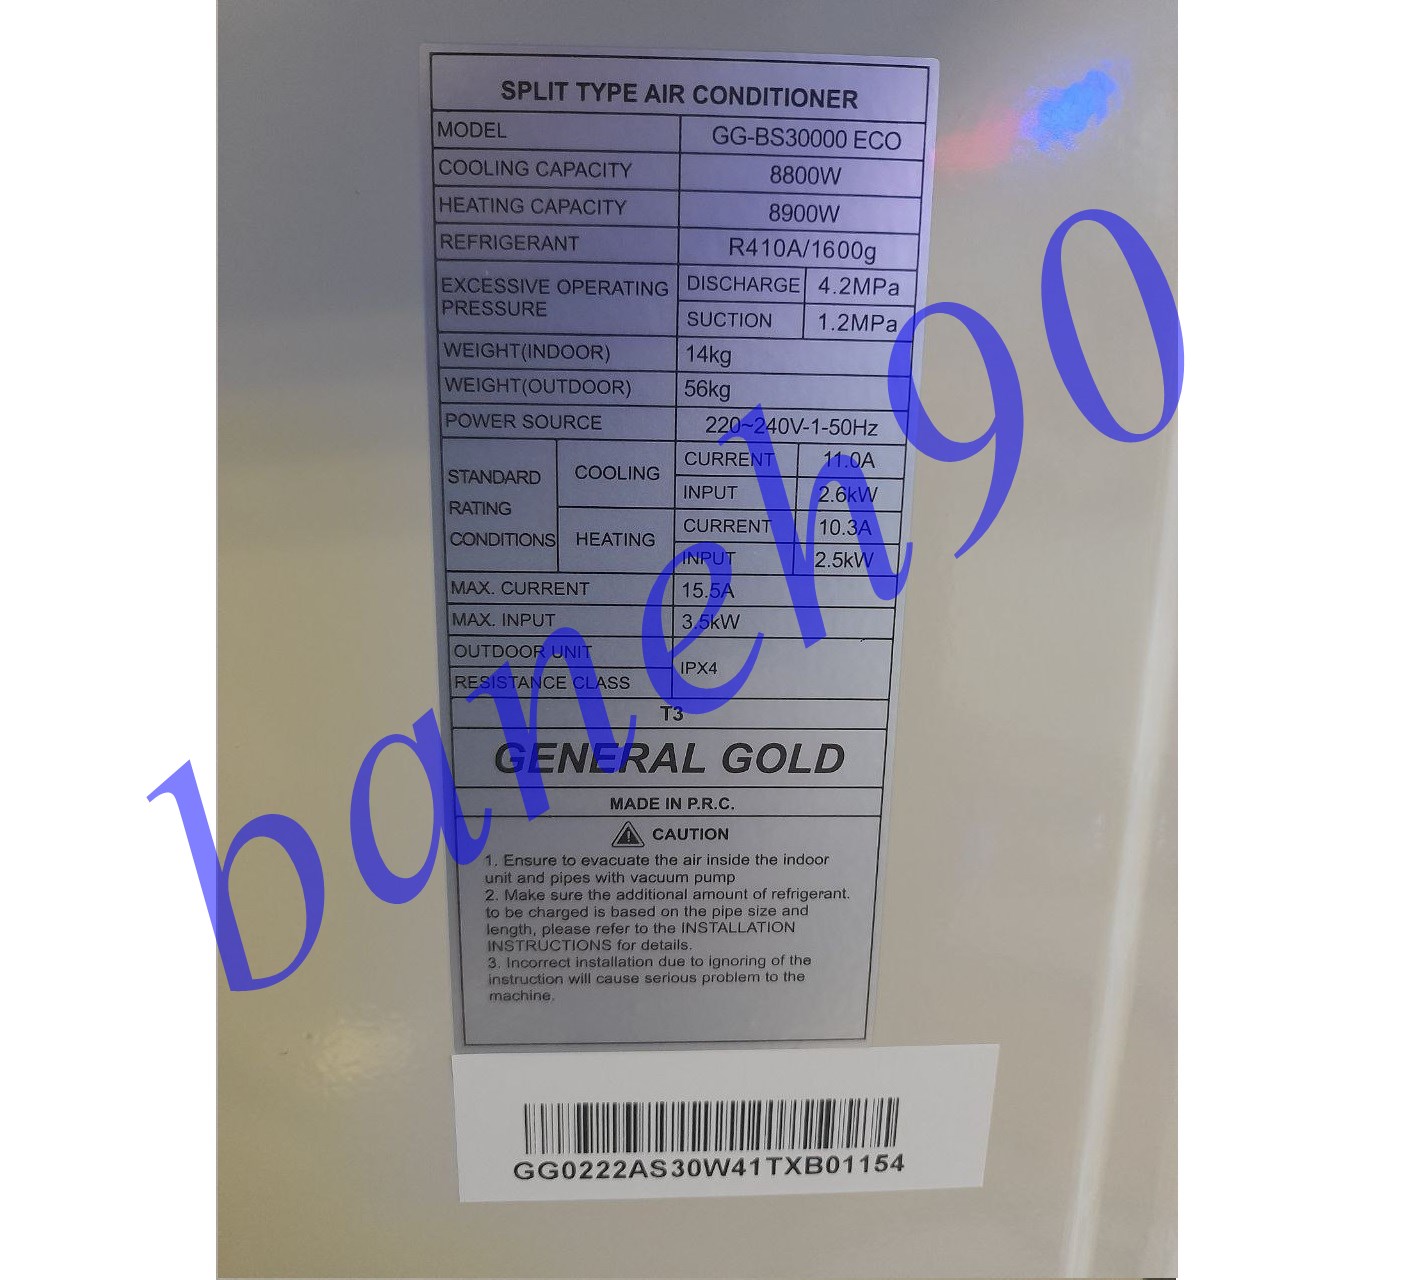 SPLIT TYPE AIR CONDITIONER
MODEL GG-BS30000 ECO
COOLING CAPACITY 8800W
HEATING CAPACITY 8900W
REFRIGERANT R410A/1600g
EXCESSIVE OPERATING PRESSURE DISCHARGE 4.2MPa
SUCTION 1.2MPa
WEIGHT(INDOOR) 14kg
WEIGHT(OUTDOOR) 56kg
POWER SOURCE 220~240V-1-50Hz
STANDARD RATING CONDITIONS COOLING CURRENT 11.0A
INPUT 2.6kW
HEATING CURRENT 10.3A
INPUT 2.5kW
MAX. CURRENT 15.5A
MAX. INPUT 3.5kW
OUTDOOR UNIT
RESISTANCE CLASS IPX4
T3
GENERAL GOLD
MADE IN P.R.C.
CAUTION
1. Ensure to evacuate the air inside the indoor
unit and pipes with vacuum pump
2. Make sure the additional amount of refrigerant.
to be charged is based on the pipe size and
length, please refer to the INSTALLATION
INSTRUCTIONS for details.
3. Incorrect installation due to ignoring of the
instruction will cause serious problem to the
machine.
GG0222AS30W41TXB01154
baneh90